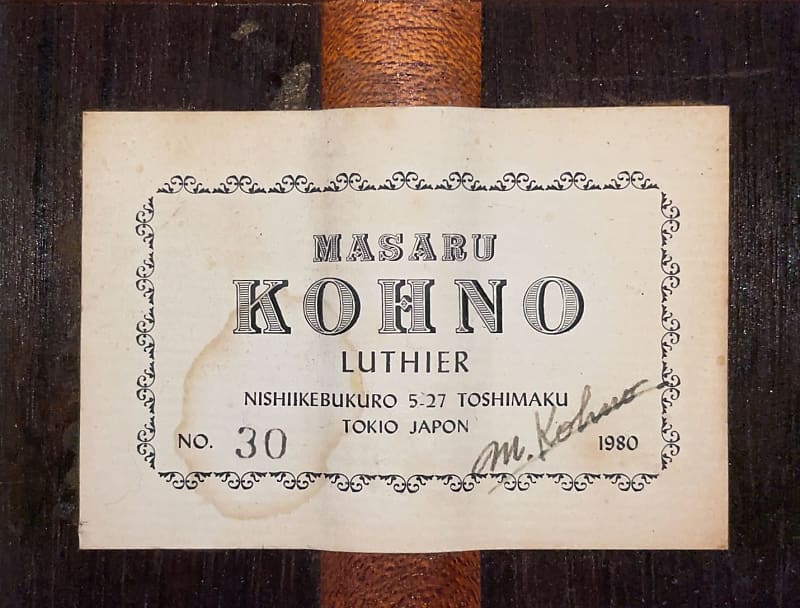 MASARU
KOHNO
LUTHIER
NISHIIKEBUKURO 5-27 TOSHIMAKU
TOKIO JAPON
NO. 30
M. Kohno
1980